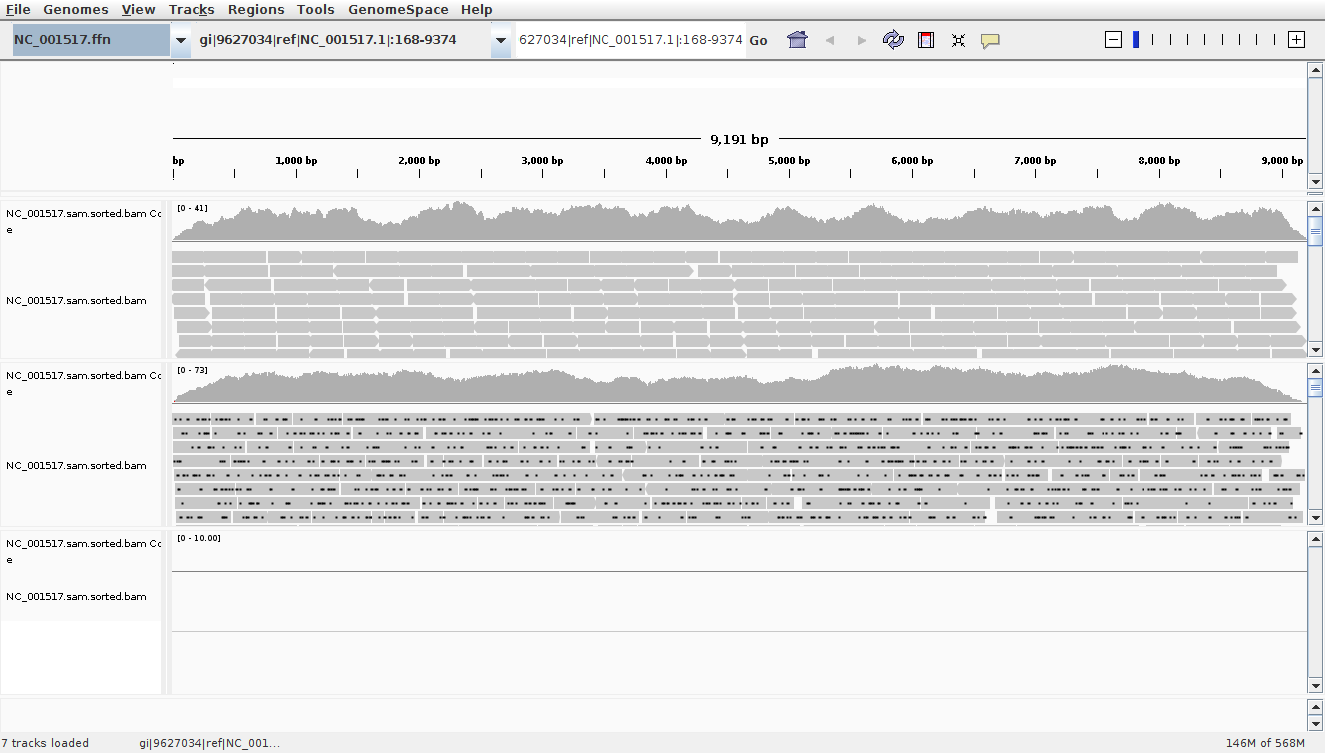 File Genomes View Tracks Regions Tools GenomeSpace Help
NC_001517.ffn gi|9627034|ref|NC_001517.1|:168-9374 627034|ref|NC_001517.1|:168-9374 Go
9,191 bp
bp 1,000 bp 2,000 bp 3,000 bp 4,000 bp 5,000 bp 6,000 bp 7,000 bp 8,000 bp 9,000 bp
NC_001517.sam.sorted.bam Cc [0 - 41]
e
NC_001517.sam.sorted.bam
NC_001517.sam.sorted.bam Cc [0 - 73]
e
NC_001517.sam.sorted.bam
NC_001517.sam.sorted.bam Cc [0 - 10.00]
e
NC_001517.sam.sorted.bam
7 tracks loaded gi|9627034|ref|NC_001... 146M of 568M